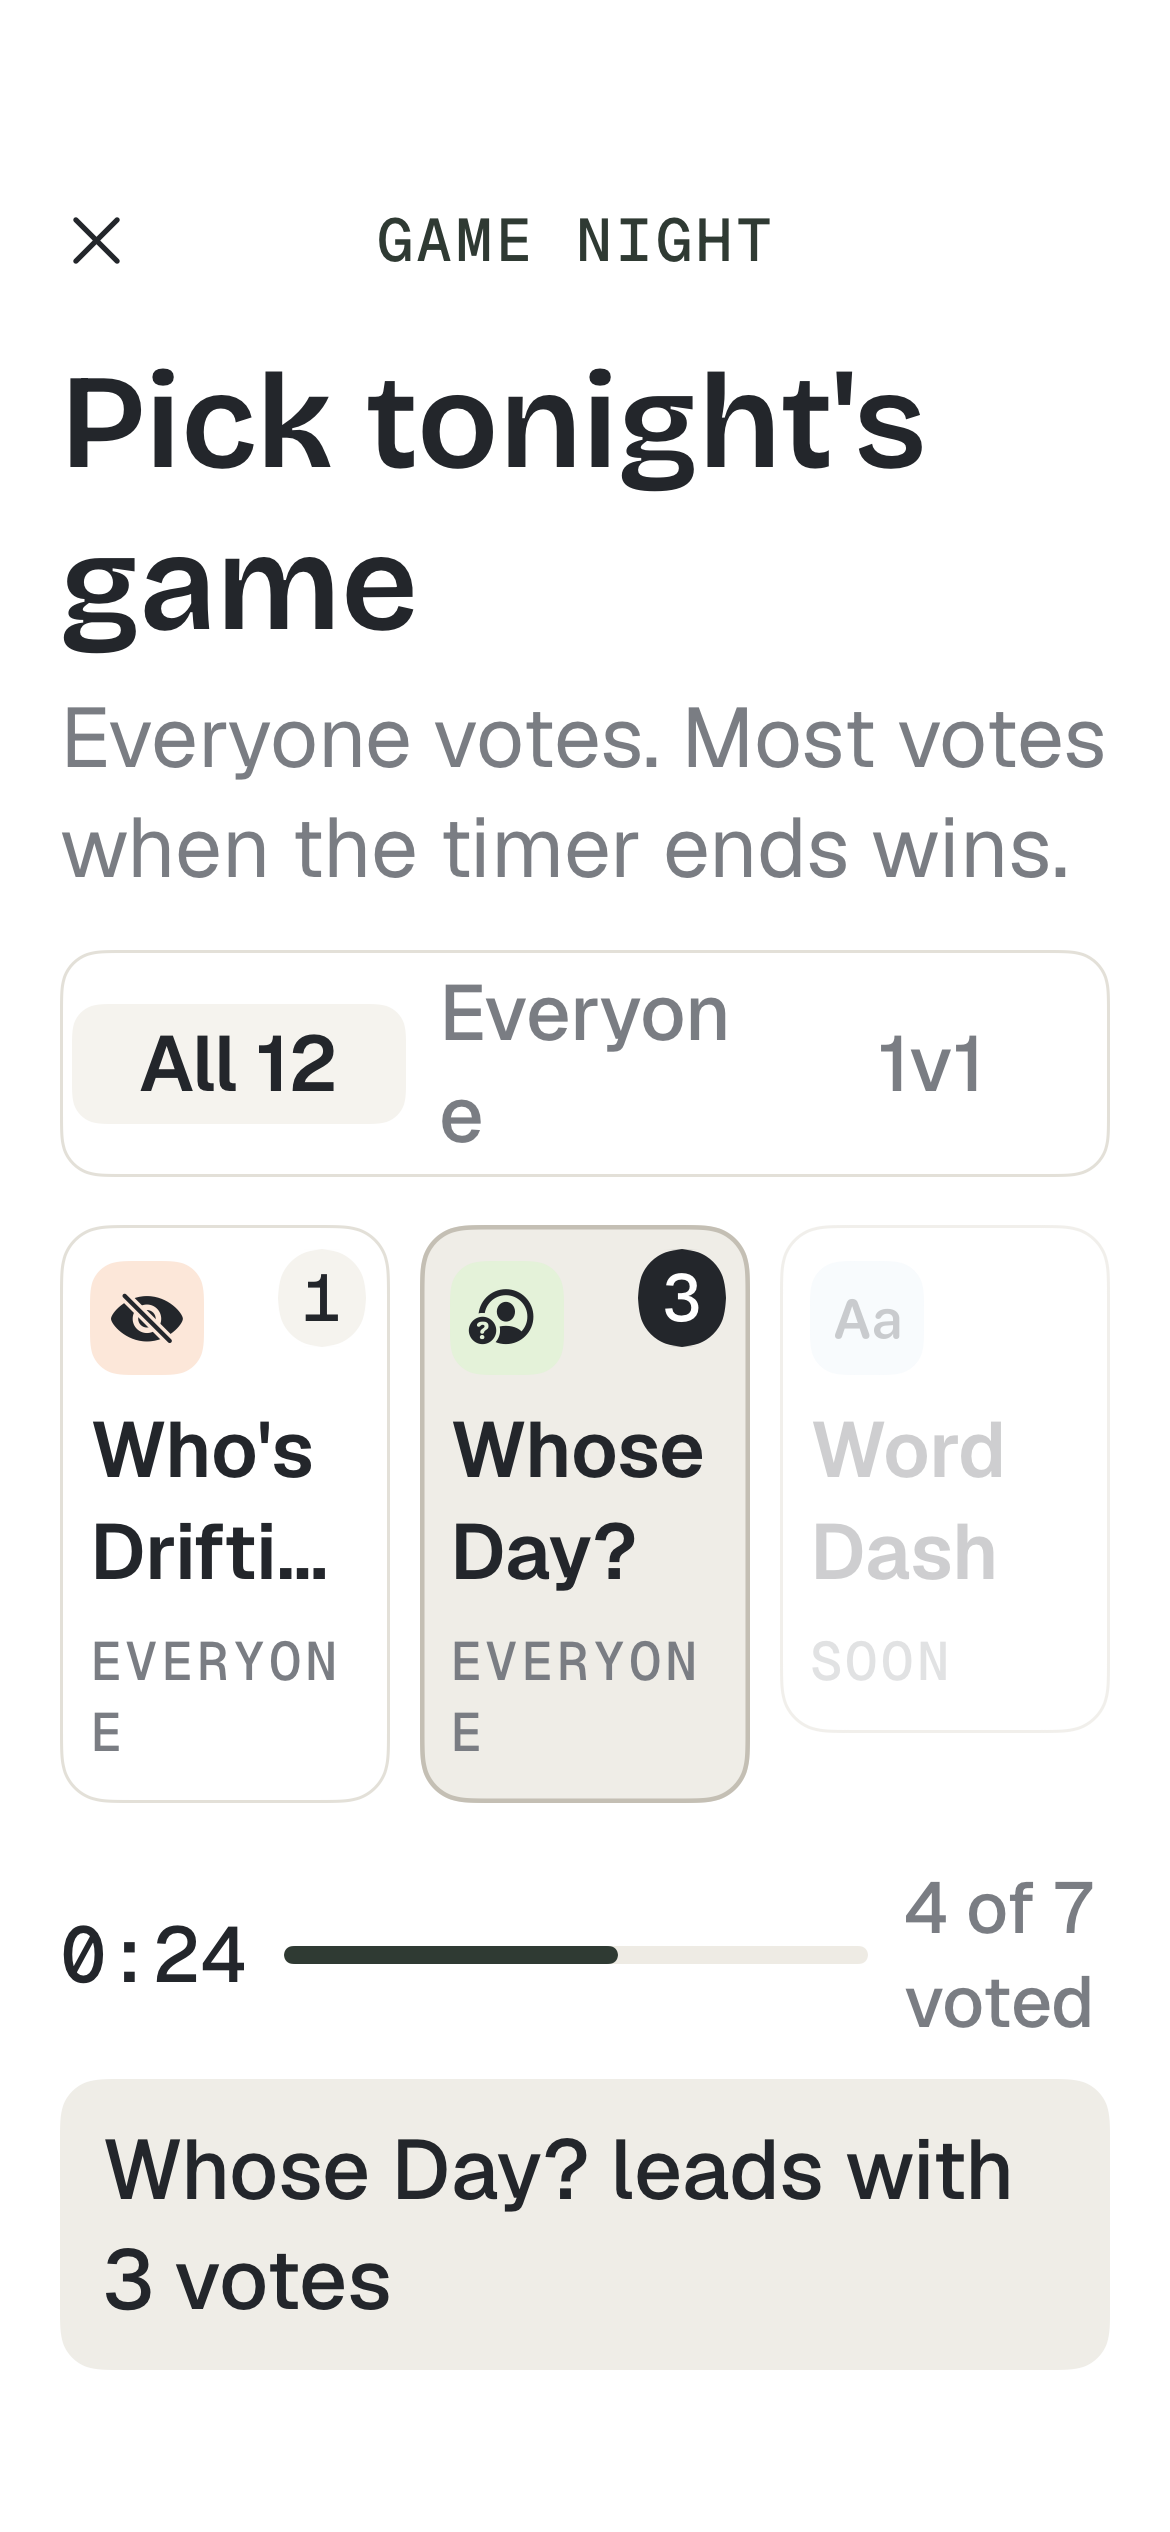 GAME NIGHT
Pick tonight's
game
Everyone votes. Most votes
when the timer ends wins.
All 12
Everyon
e
1v1
1
Who's
Drifti...
EVERYON
E
?
3
Whose
Day?
EVERYON
E
Aa
Word
Dash
SOON
0:24
4 of 7
voted
Whose Day? leads with
3 votes